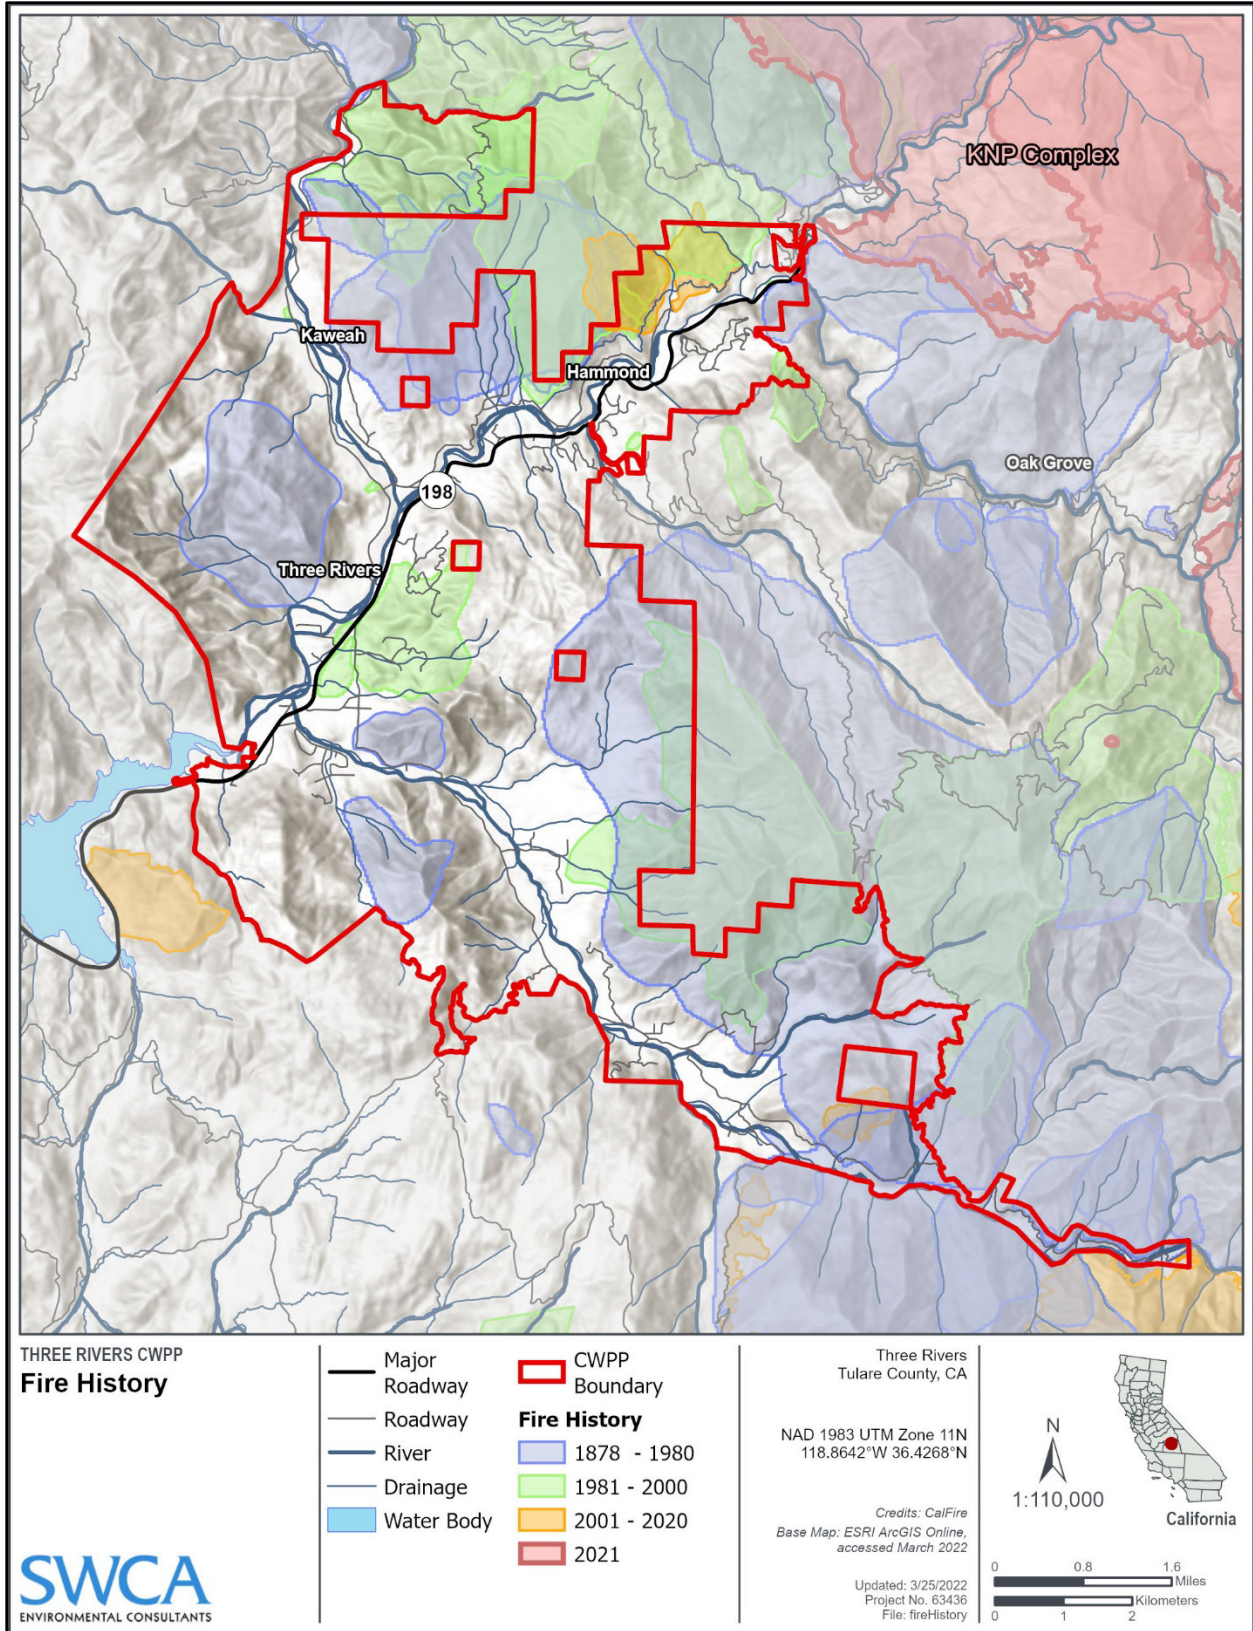 KNP Complex
Kaweah
Hammond
Oak Grove
198
Three Rivers
THREE RIVERS CWPP
Fire History
SWCA
ENVIRONMENTAL CONSULTANTS
Major
Roadway
Roadway
River
Drainage
Water Body
CWPP
Boundary
Fire History
1878 - 1980
1981 - 2000
2001 - 2020
2021
Three Rivers
Tulare County, CA
NAD 1983 UTM Zone 11N
118.8642°W 36.4268°N
Credits: CalFire
Base Map: ESRI ArcGIS Online,
accessed March 2022
Updated: 3/25/2022
Project No. 63436
File: fireHistory
N
1:110,000
California
0 0.8 1.6
Miles
Kilometers
0 1 2